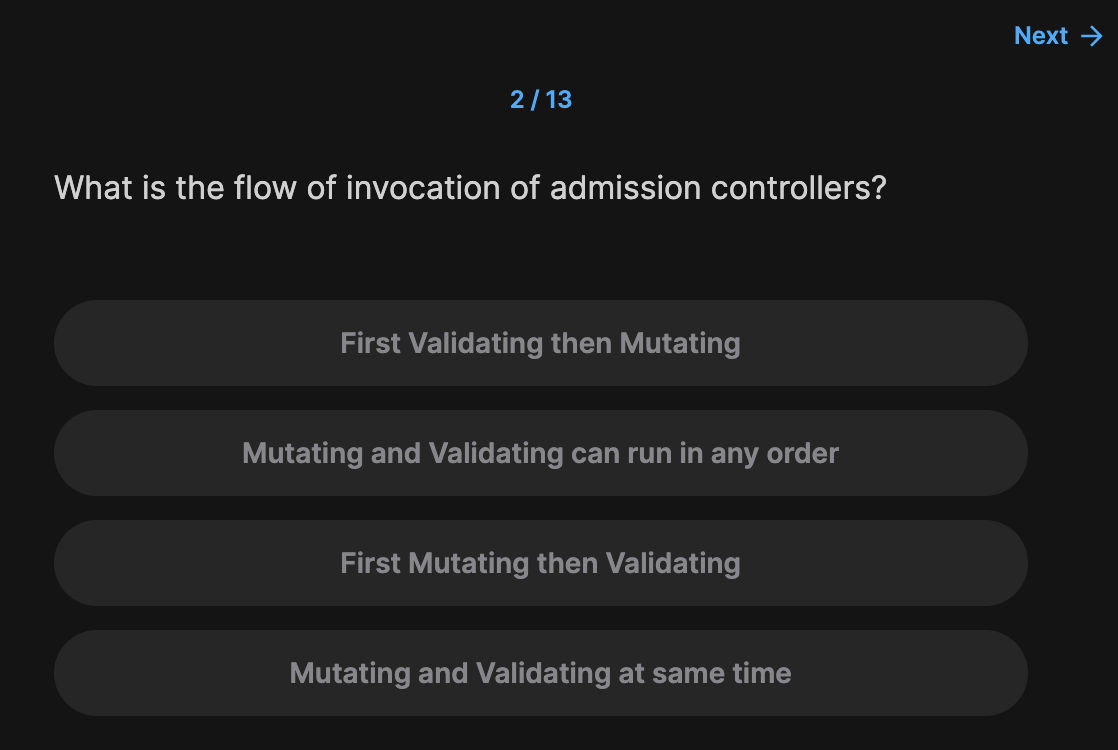 Next →
2 / 13
What is the flow of invocation of admission controllers?
First Validating then Mutating
Mutating and Validating can run in any order
First Mutating then Validating
Mutating and Validating at same time